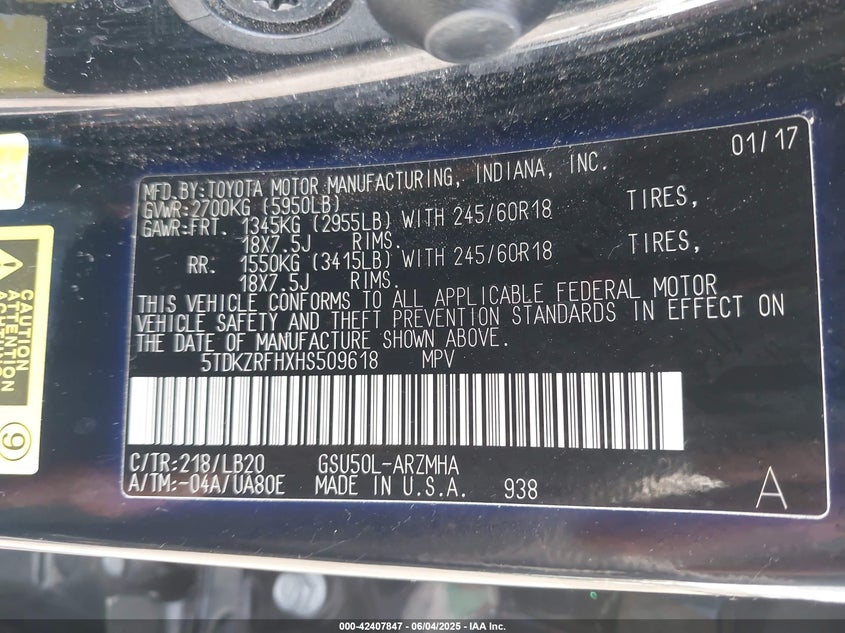 01/17
MFD.BY:TOYOTA MOTOR MANUFACTURING, INDIANA, INC.
GVWR:2700KG (5950LB)
GAWR:FRT. 1345KG (2955LB) WITH 245/60R18 TIRES,
18X7.5J RIMS.
RR. 1550KG (3415LB) WITH 245/60R18 TIRES,
18X7.5J RIMS.
THIS VEHICLE CONFORMS TO ALL APPLICABLE FEDERAL MOTOR
VEHICLE SAFETY AND THEFT PREVENTION STANDARDS IN EFFECT ON
THE DATE OF MANUFACTURE SHOWN ABOVE.
5TDKZRFHXHS509618 MPV
C/TR:218/LB20 GSU50L-ARZMHA
A/TM:-04A/UA80E MADE IN U.S.A. 938 A
CAUTION
ATTENTION
ACHTUNG
9
000-42407847 - 06/04/2025 - IAA Inc.